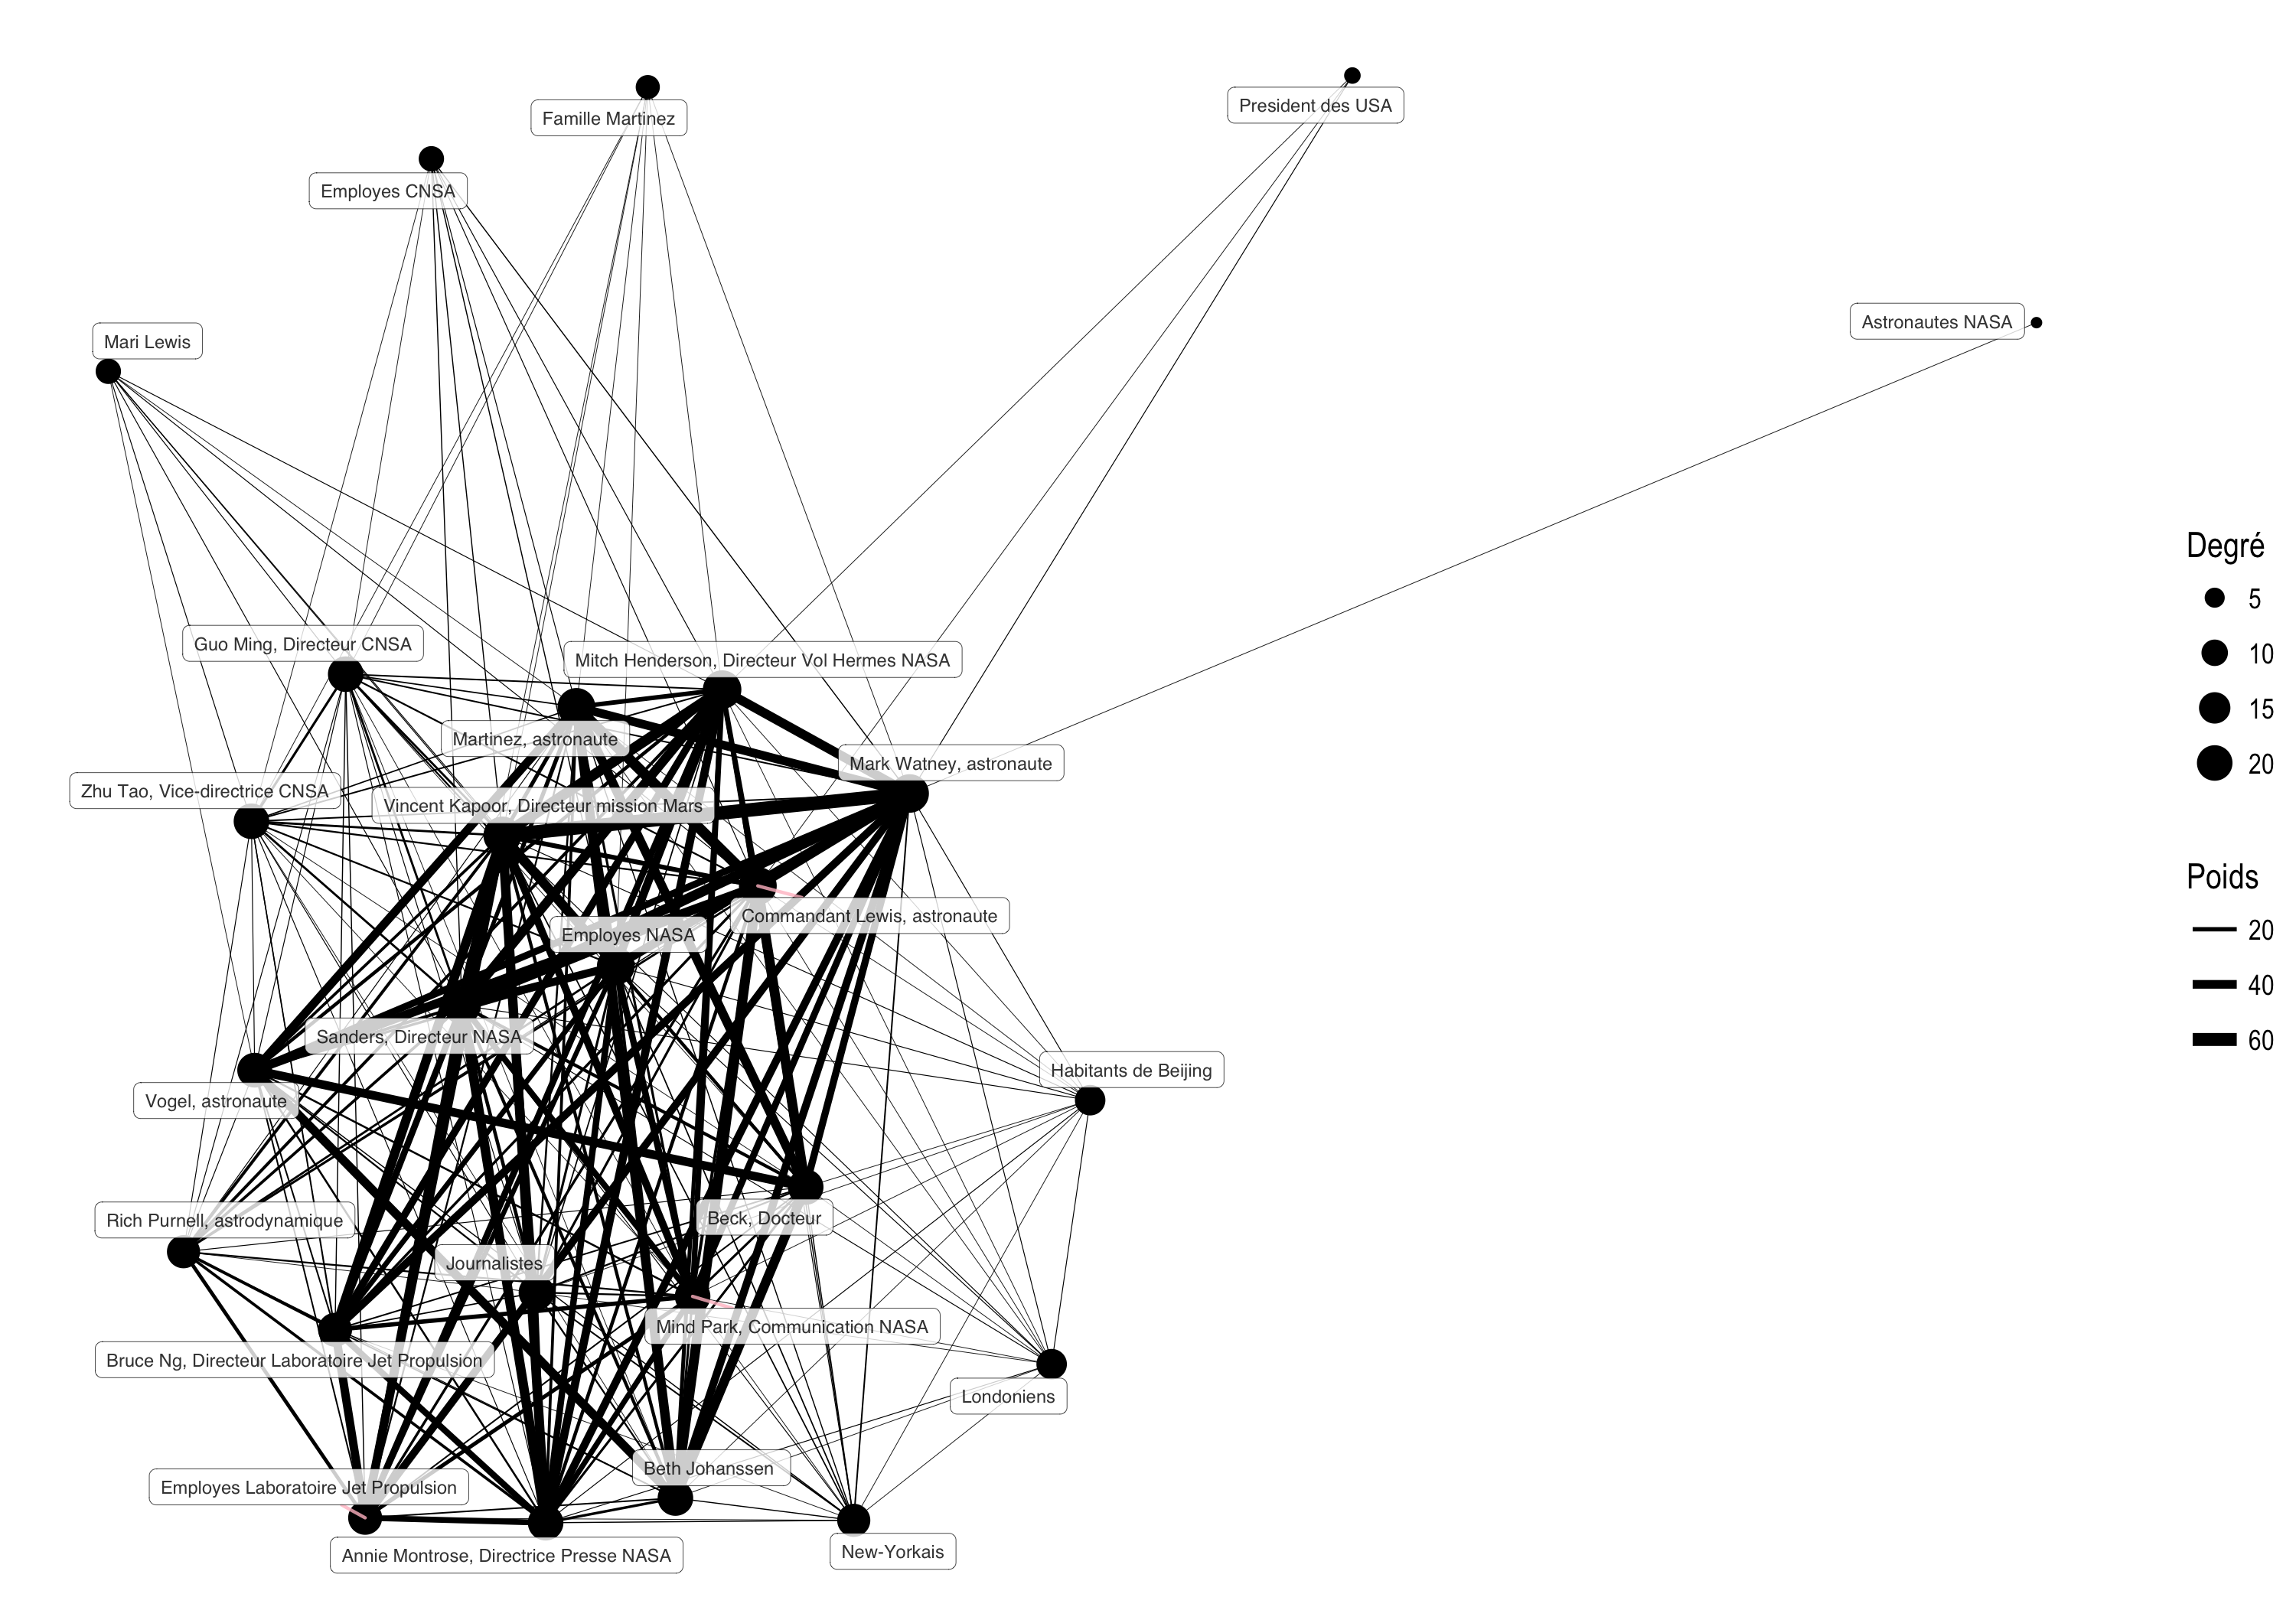 President des USA
Famille Martinez
Employes CNSA
Astronautes NASA
Mari Lewis
Degré
5
10
15
20
Guo Ming, Directeur CNSA
Mitch Henderson, Directeur Vol Hermes NASA
Martinez, astronaute
Mark Watney, astronaute
Zhu Tao, Vice-directrice CNSA
Vincent Kapoor, Directeur mission Mars
Poids
20
40
60
Commandant Lewis, astronaute
Employes NASA
Sanders, Directeur NASA
Habitants de Beijing
Vogel, astronaute
Rich Purnell, astrodynamique
Beck, Docteur
Journalistes
Mind Park, Communication NASA
Bruce Ng, Directeur Laboratoire Jet Propulsion
Londoniens
Beth Johanssen
Employes Laboratoire Jet Propulsion
New-Yorkais
Annie Montrose, Directrice Presse NASA